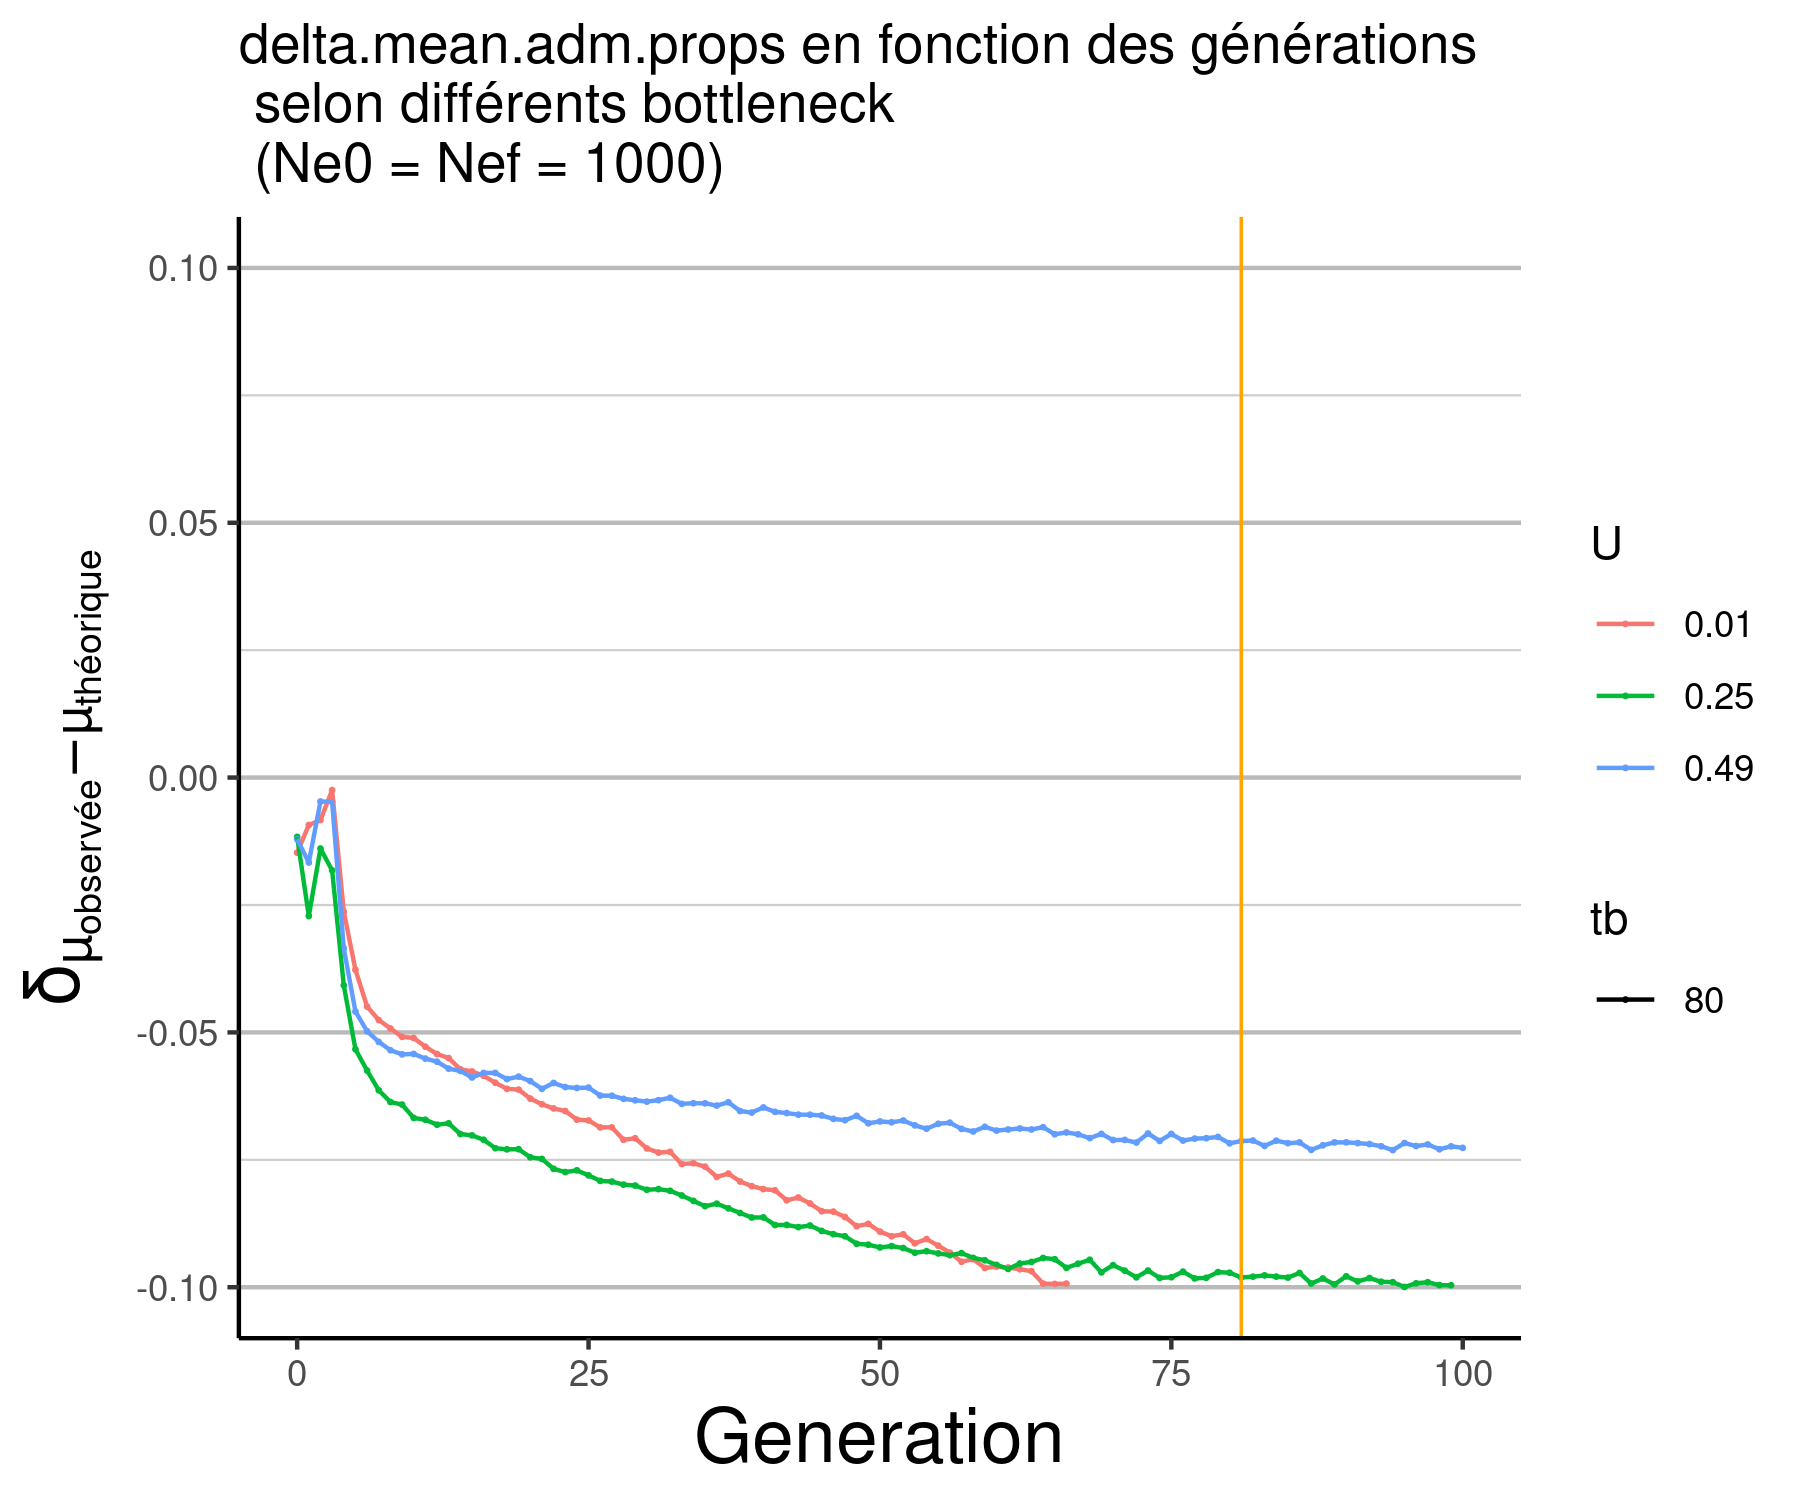 delta.mean.adm.props en fonction des générations
selon différents bottleneck
(Ne0 = Nef = 1000)
δμobservée−μthéorique
0.10
0.05
0.00
-0.05
-0.10
0
25
50
75
100
Generation
U
0.01
0.25
0.49
tb
80